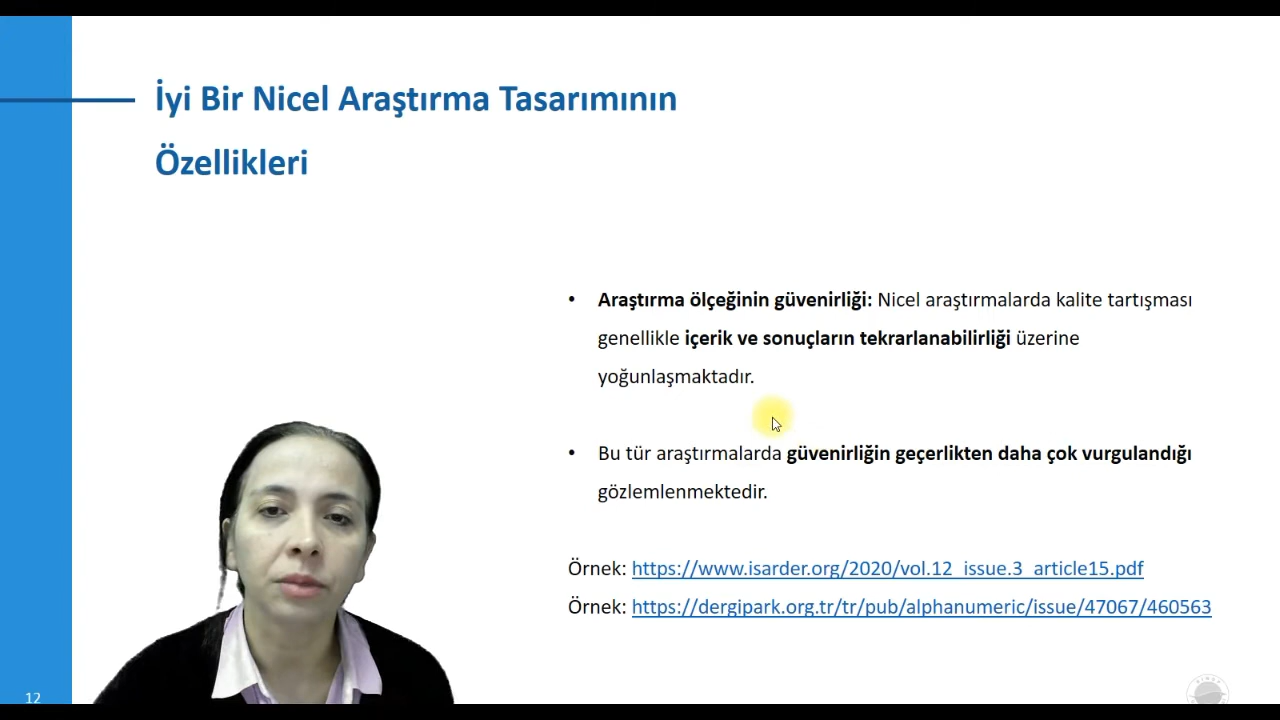 İyi Bir Nicel Araştırma Tasarımının
Özellikleri
• Araştırma ölçeğinin güvenirliği: Nicel araştırmalarda kalite tartışması
genellikle içerik ve sonuçların tekrarlanabilirliği üzerine
yoğunlaşmaktadır.
• Bu tür araştırmalarda güvenirliğin geçerlikten daha çok vurgulandığı
gözlemlenmektedir.
Örnek: https://www.isarder.org/2020/vol.12_issue.3_article15.pdf
Örnek: https://dergipark.org.tr/tr/pub/alphanumeric/issue/47067/460563
12